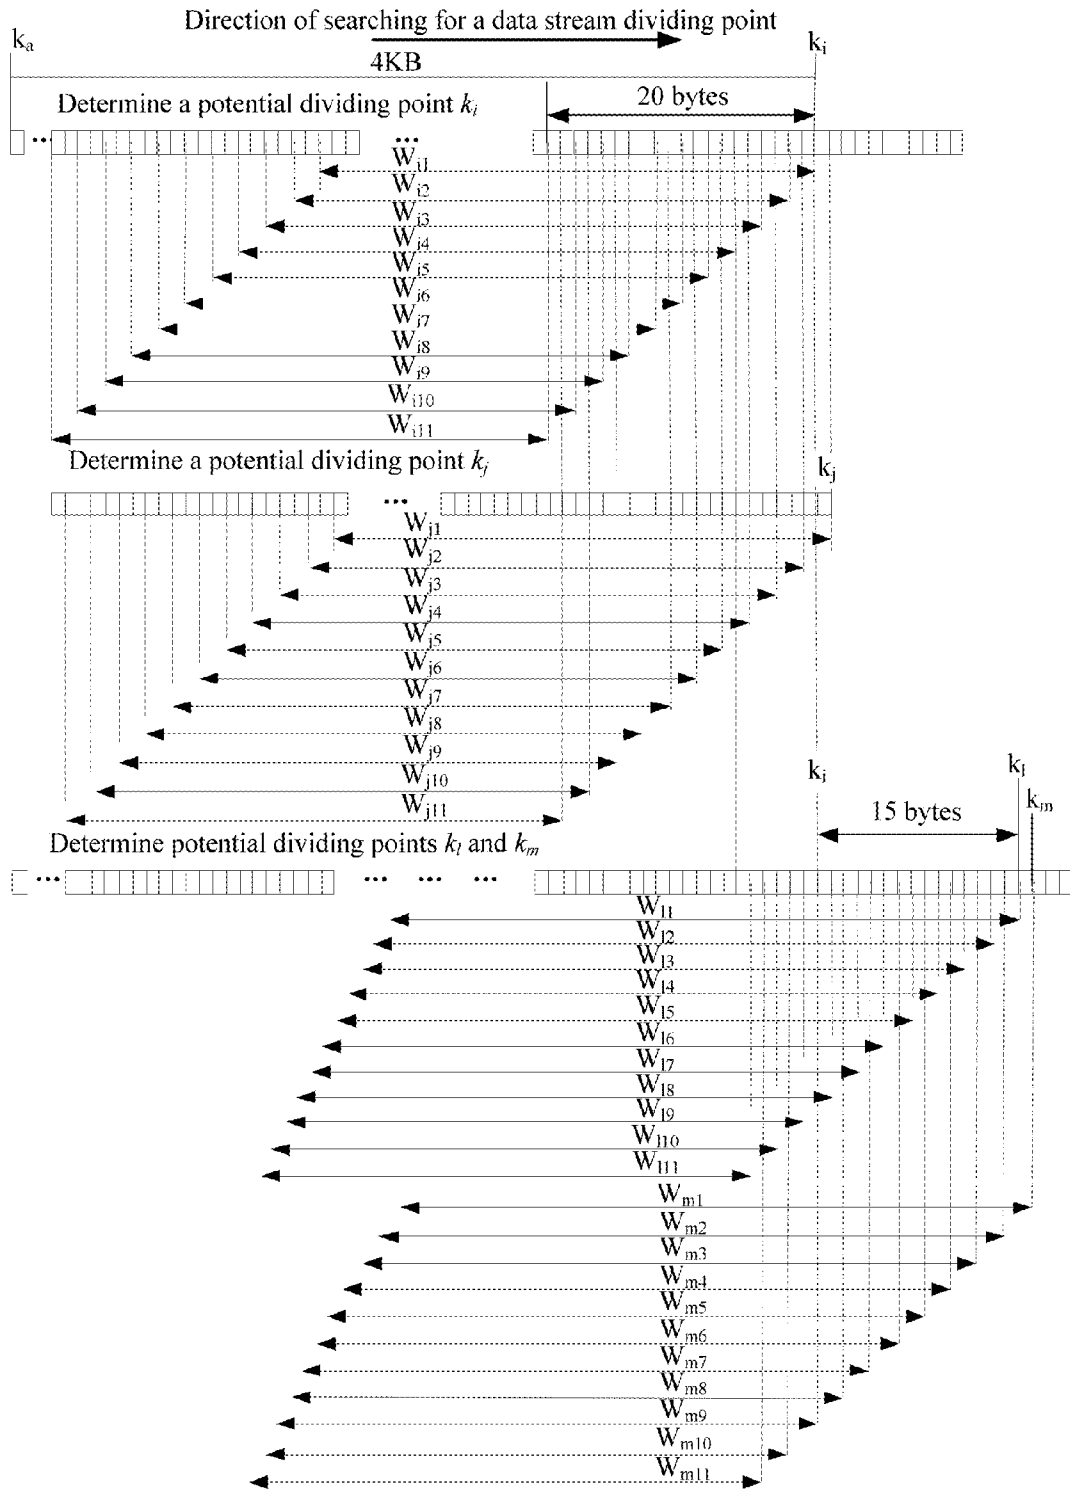 Direction of searching for a data stream dividing point
kₐ
kᵢ
4KB
Determine a potential dividing point kᵢ
20 bytes
... ...
Wᵢ₁
Wᵢ₂
Wᵢ₃
Wᵢ₄
Wᵢ₅
Wᵢ₆
Wᵢ₇
Wᵢ₈
Wᵢ₉
Wᵢ₁₀
Wᵢ₁₁
Determine a potential dividing point kⱼ
kⱼ
...
Wⱼ₁
Wⱼ₂
Wⱼ₃
Wⱼ₄
Wⱼ₅
Wⱼ₆
Wⱼ₇
Wⱼ₈
Wⱼ₉
Wⱼ₁₀
Wⱼ₁₁
kᵢ
kₗ
kₘ
15 bytes
Determine potential dividing points kₗ and kₘ
... ... ... ...
Wₗ₁
Wₗ₂
Wₗ₃
Wₗ₄
Wₗ₅
Wₗ₆
Wₗ₇
Wₗ₈
Wₗ₉
Wₗ₁₀
Wₗ₁₁
Wₘ₁
Wₘ₂
Wₘ₃
Wₘ₄
Wₘ₅
Wₘ₆
Wₘ₇
Wₘ₈
Wₘ₉
Wₘ₁₀
Wₘ₁₁